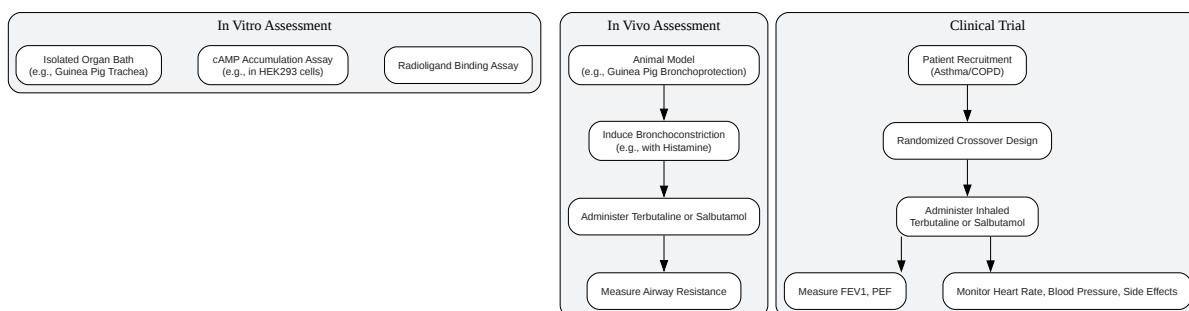 In Vitro Assessment
Isolated Organ Bath
(e.g., Guinea Pig Trachea)
cAMP Accumulation Assay
(e.g., in HEK293 cells)
Radioligand Binding Assay
In Vivo Assessment
Animal Model
(e.g., Guinea Pig Bronchoprotection)
Induce Bronchoconstriction
(e.g., with Histamine)
Administer Terbutaline or Salbutamol
Measure Airway Resistance
Clinical Trial
Patient Recruitment
(Asthma/COPD)
Randomized Crossover Design
Administer Inhaled
Terbutaline or Salbutamol
Measure FEV1, PEF
Monitor Heart Rate, Blood Pressure, Side Effects